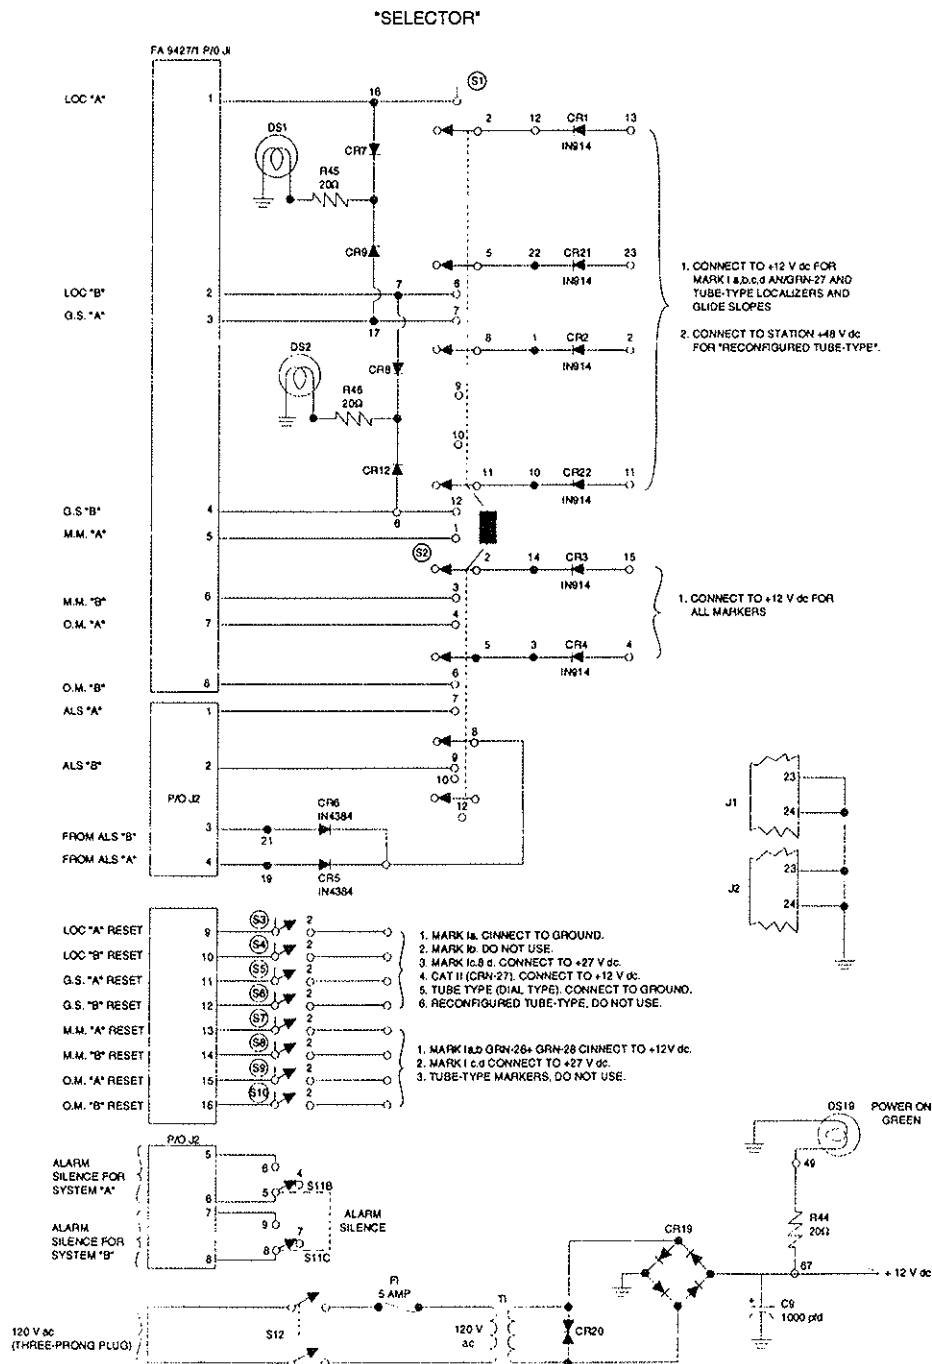 "SELECTOR"
FA 9427/1 P/0 J1
LOC "A" 1 16 S1
DS1 CR7 2 12 CR1 13
IN914
R45
20Ω
CR9 5 22 CR21 23
IN914
LOC "B" 2 7 6
G.S. "A" 3 17 7
1. CONNECT TO +12 V dc FOR
MARK I a,b,c,d AN/GRN-27 AND
TUBE-TYPE LOCALIZERS AND
GLIDE SLOPES
2. CONNECT TO STATION +48 V dc
FOR "RECONFIGURED TUBE-TYPE".
DS2 CR8 8 1 CR2 2
IN914
R46
20Ω
9
10
CR12 11 10 CR22 11
IN914
G.S "B" 4 6 12
M.M. "A" 5 1
S2 2 14 CR3 15
IN914
M.M. "B" 6 3
O.M. "A" 7 4
1. CONNECT TO +12 V dc FOR
ALL MARKERS
5 3 CR4 4
IN914
O.M. "B" 8 6
ALS "A" 1 7
8
ALS "B" 2 9
10
P/O J2 12
CR6
IN4384
FROM ALS "B" 3 21
FROM ALS "A" 4 19 CR5
IN4384
J1 23
24
J2 23
24
LOC "A" RESET 9 S3 2
LOC "B" RESET 10 S4 2
G.S. "A" RESET 11 S5 2
G.S. "B" RESET 12 S6 2
M.M. "A" RESET 13 S7 2
M.M. "B" RESET 14 S8 2
O.M. "A" RESET 15 S9 2
O.M. "B" RESET 16 S10 2
1. MARK Ia. CINNECT TO GROUND.
2. MARK Ib. DO NOT USE.
3. MARK Ic.8 d. CONNECT TO +27 V dc.
4. CAT II (CRN-27). CONNECT TO +12 V dc.
5. TUBE TYPE (DIAL TYPE). CONNECT TO GROUND.
6. RECONFIGURED TUBE-TYPE, DO NOT USE.
1. MARK Ia,b GRN-26+ GRN-28 CINNECT TO +12V dc.
2. MARK I c,d CONNECT TO +27 V dc.
3. TUBE-TYPE MARKERS, DO NOT USE.
P/O J2
ALARM
SILENCE FOR
SYSTEM "A"
5 6
6 5 4 S11B
ALARM
SILENCE FOR
SYSTEM "B"
7 9
8 8 7 S11C
ALARM
SILENCE
DS19 POWER ON
GREEN
49
R44
20Ω
67
+ 12 V dc
CR19
+ C9
1000 pfd
F1
5 AMP
T1
120 V ac
(THREE-PRONG PLUG)
S12
120 V
ac
CR20